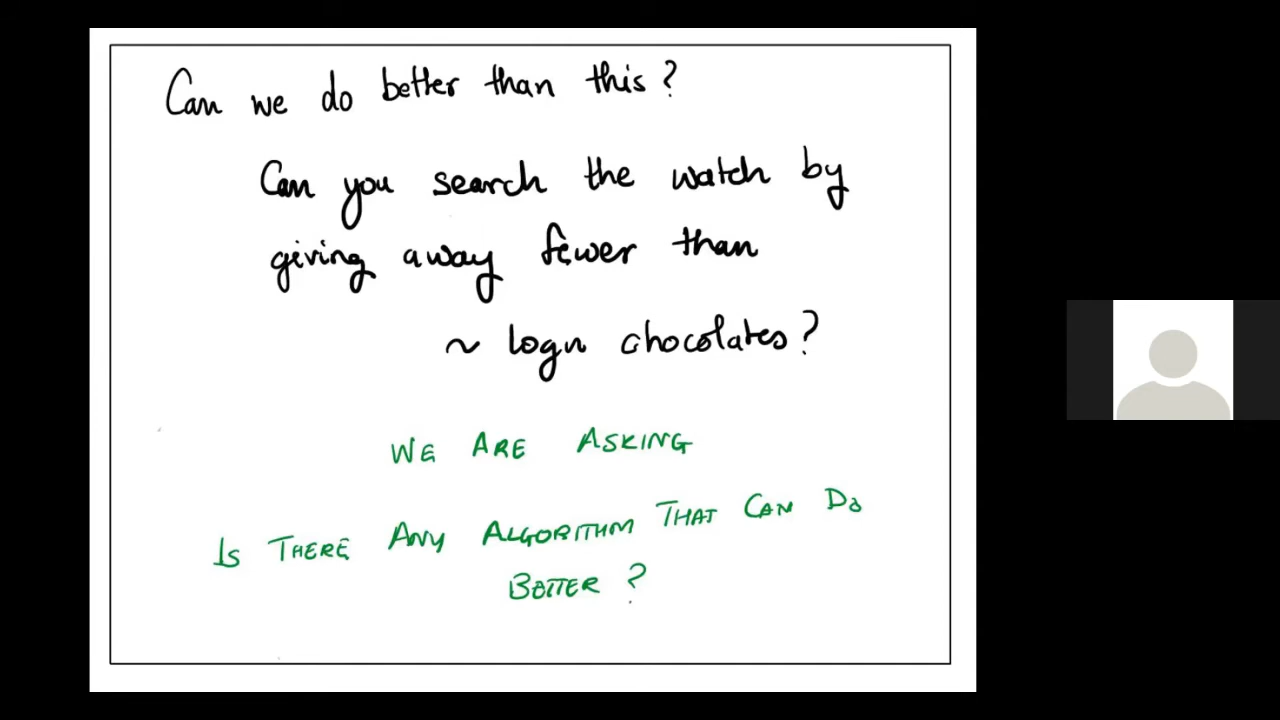 Can we do better than this?
Can you search the watch by
giving away fewer than
~ logn chocolates?
WE ARE ASKING
IS THERE ANY ALGORITHM THAT CAN DO
BETTER?